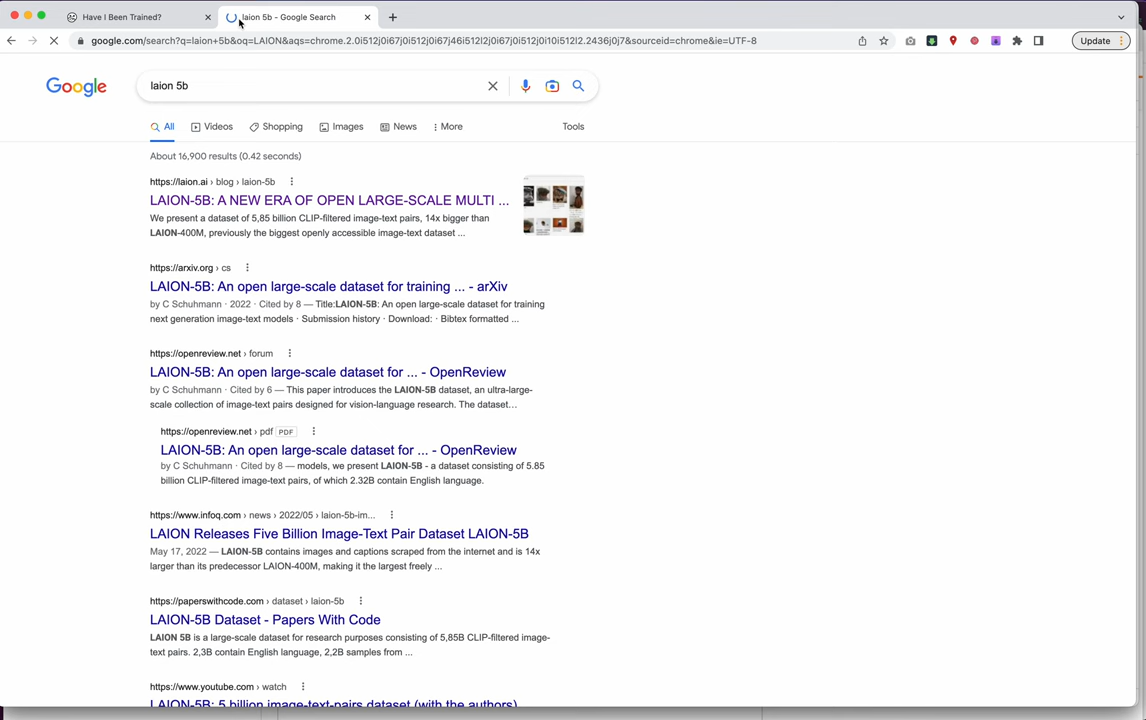 Have I Been Trained?
laion 5b - Google Search
google.com/search?q=laion+5b&oq=LAION&aqs=chrome.2.0i512j0i67j0i512j0i67j46i512l2j0i67j0i512j0i10i512l2.2436j0j7&sourceid=chrome&ie=UTF-8
Update
Google
laion 5b
All Videos Shopping Images News More Tools
About 16,900 results (0.42 seconds)
https://laion.ai › blog › laion-5b
LAION-5B: A NEW ERA OF OPEN LARGE-SCALE MULTI ...
We present a dataset of 5,85 billion CLIP-filtered image-text pairs, 14x bigger than
LAION-400M, previously the biggest openly accessible image-text dataset ...
https://arxiv.org › cs
LAION-5B: An open large-scale dataset for training ... - arXiv
by C Schuhmann · 2022 · Cited by 8 — Title:LAION-5B: An open large-scale dataset for training
next generation image-text models · Submission history · Download: · Bibtex formatted ...
https://openreview.net › forum
LAION-5B: An open large-scale dataset for ... - OpenReview
by C Schuhmann · Cited by 6 — This paper introduces the LAION-5B dataset, an ultra-large-
scale collection of image-text pairs designed for vision-language research. The dataset...
https://openreview.net › pdf PDF
LAION-5B: An open large-scale dataset for ... - OpenReview
by C Schuhmann · Cited by 8 — models, we present LAION-5B - a dataset consisting of 5.85
billion CLIP-filtered image-text pairs, of which 2.32B contain English language.
https://www.infoq.com › news › 2022/05 › laion-5b-im...
LAION Releases Five Billion Image-Text Pair Dataset LAION-5B
May 17, 2022 — LAION-5B contains images and captions scraped from the internet and is 14x
larger than its predecessor LAION-400M, making it the largest freely ...
https://paperswithcode.com › dataset › laion-5b
LAION-5B Dataset - Papers With Code
LAION 5B is a large-scale dataset for research purposes consisting of 5,85B CLIP-filtered image-
text pairs. 2,3B contain English language, 2,2B samples from ...
https://www.youtube.com › watch
LAION-5B: 5 billion image-text-pairs dataset (with the authors)